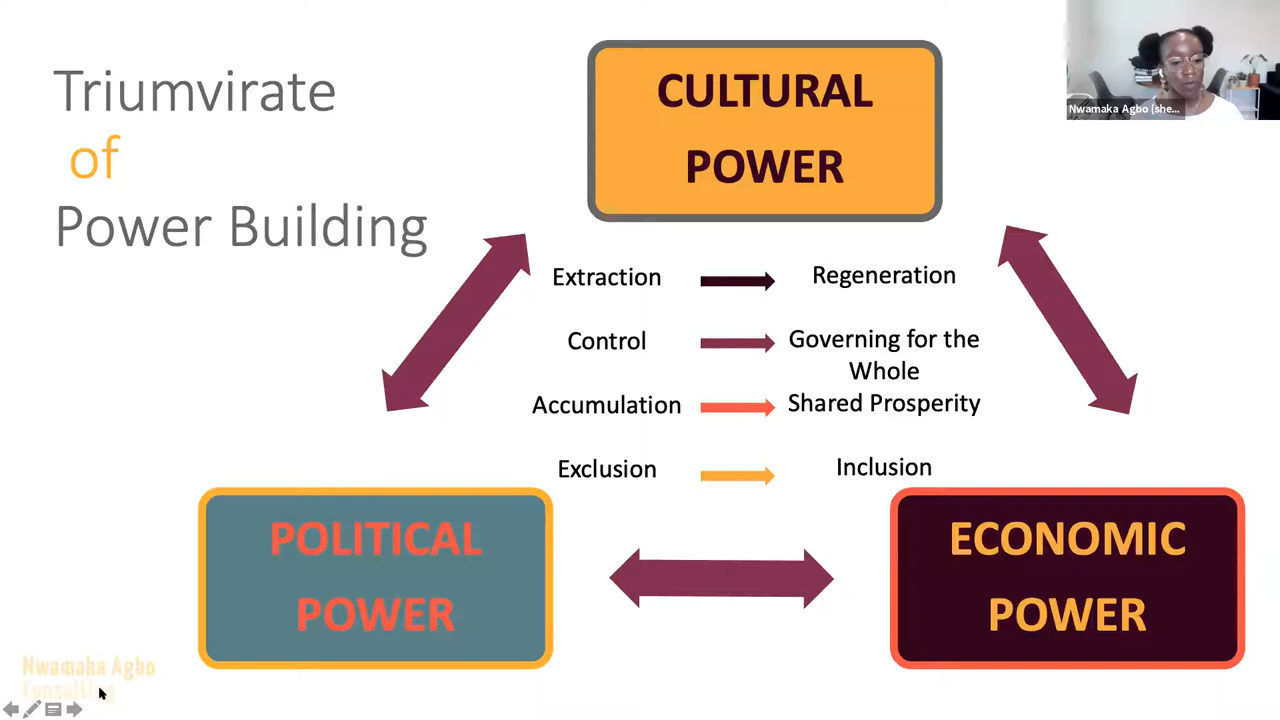 Triumvirate
of
Power Building
CULTURAL
POWER
Nwamaka Agbo (she...
Extraction
Regeneration
Control
Governing for the
Whole
Accumulation
Shared Prosperity
Exclusion
Inclusion
POLITICAL
POWER
ECONOMIC
POWER
Nwamaka Agbo
Consulting